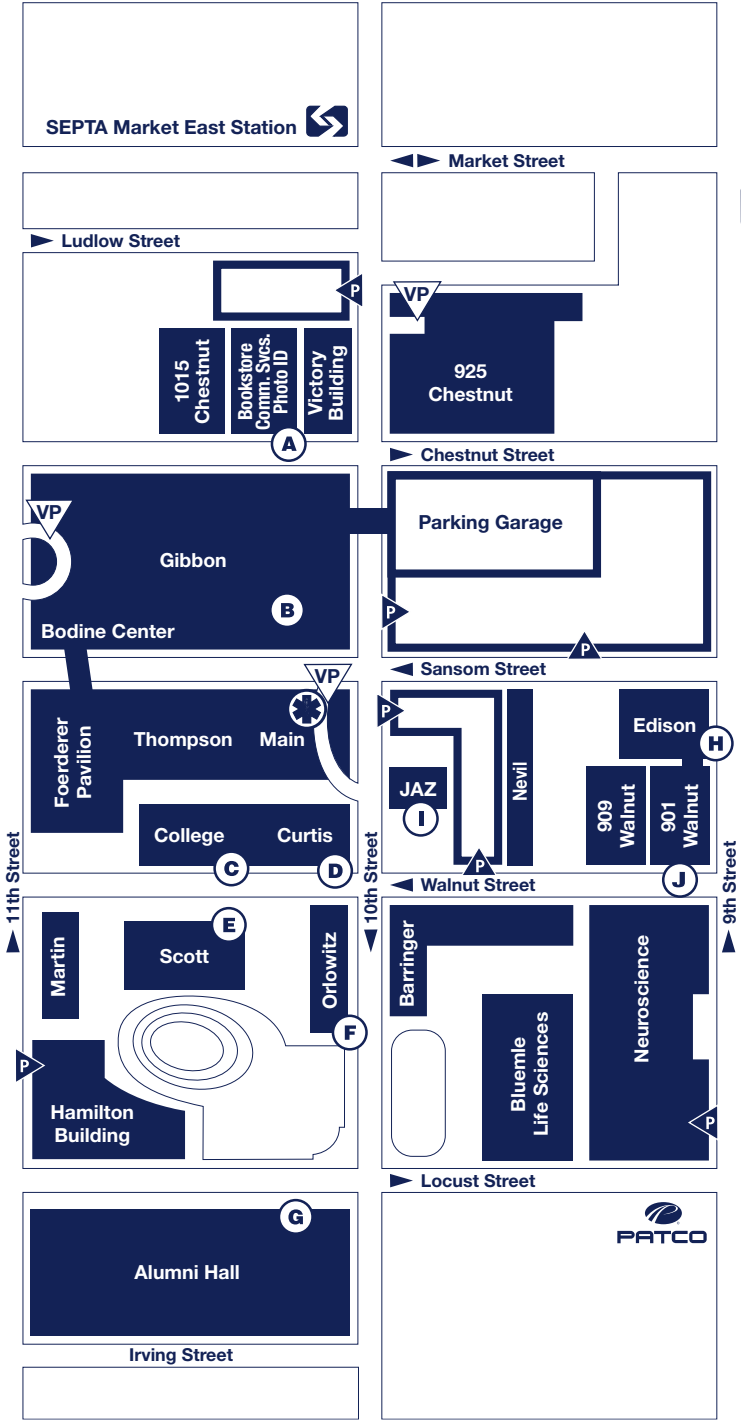 SEPTA Market East Station
Market Street
Ludlow Street
P
VP
1015
Chestnut
Bookstore
Comm. Svcs.
Photo ID
Victory
Building
925
Chestnut
A
Chestnut Street
VP
Parking Garage
Gibbon
B
P
Bodine Center
P
Sansom Street
VP
P
Foerderer
Pavilion
Thompson
Main
Edison
H
Nevil
JAZ
I
909
Walnut
901
Walnut
College
Curtis
C
D
P
J
11th Street
10th Street
Walnut Street
9th Street
Martin
E
Scott
Orlowitz
F
Barringer
Neuroscience
Bluemle
Life Sciences
P
Hamilton
Building
P
Locust Street
G
PATCO
Alumni Hall
Irving Street